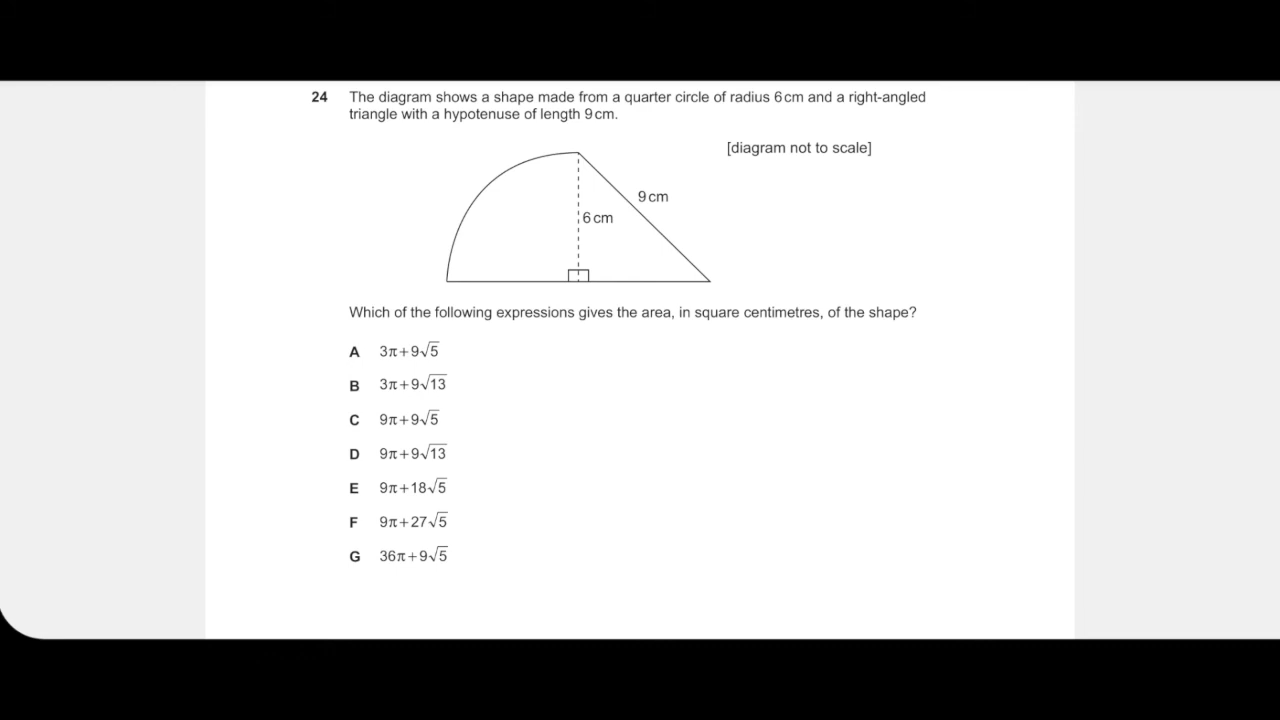 24 The diagram shows a shape made from a quarter circle of radius 6 cm and a right-angled
triangle with a hypotenuse of length 9 cm.
[diagram not to scale]
9 cm
6 cm
Which of the following expressions gives the area, in square centimetres, of the shape?
A 3π+9√5
B 3π+9√13
C 9π+9√5
D 9π+9√13
E 9π+18√5
F 9π+27√5
G 36π+9√5